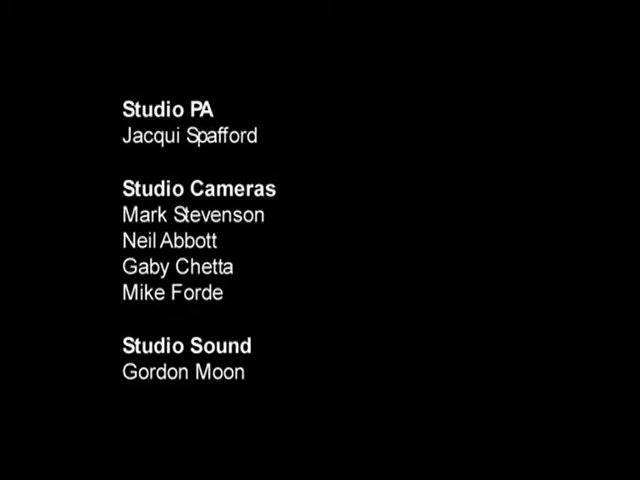 Studio PA
Jacqui Spafford
Studio Cameras
Mark Stevenson
Neil Abbott
Gaby Chetta
Mike Forde
Studio Sound
Gordon Moon